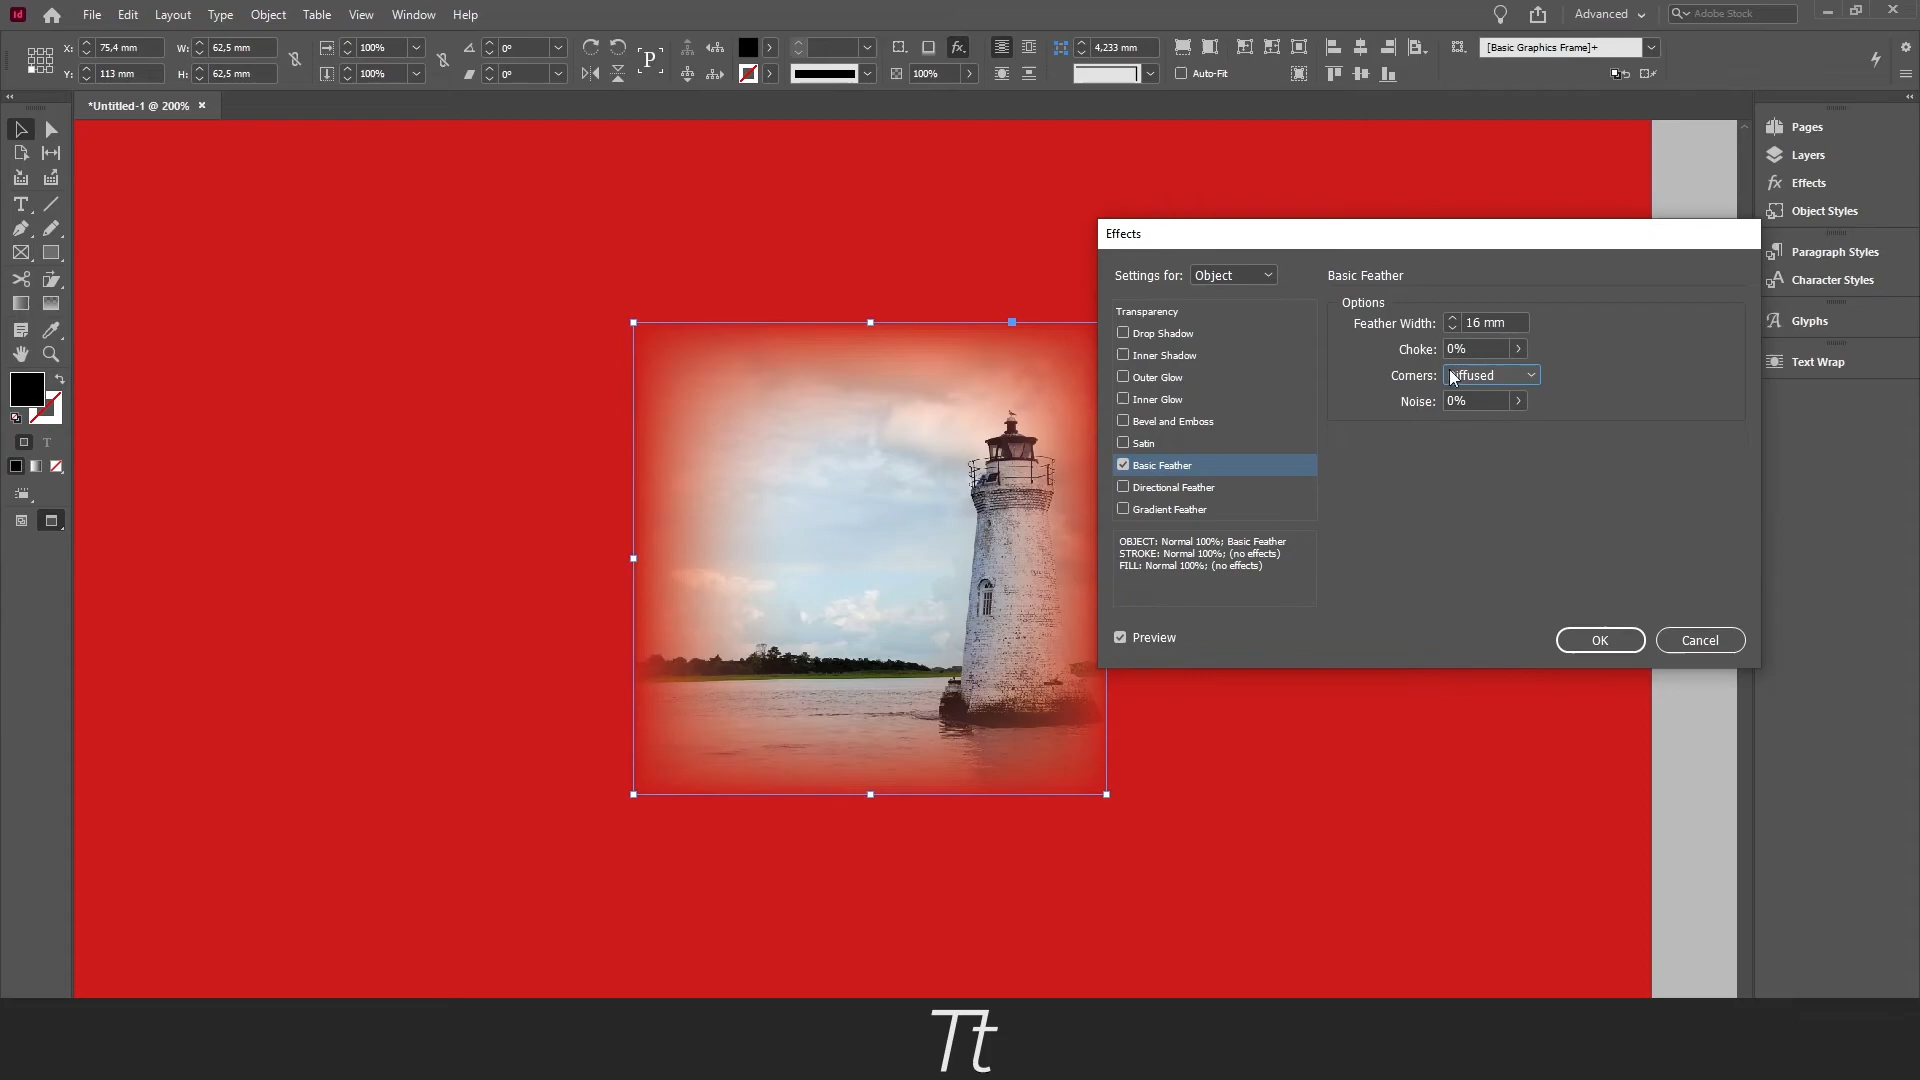 Id File Edit Layout Type Object Table View Window Help Advanced Adobe Stock
X: 75,4 mm W: 62,5 mm 100% 0° P fx. 4,233 mm [Basic Graphics Frame]+
Y: 113 mm H: 62,5 mm 100% 0° 100% Auto-Fit
*Untitled-1 @ 200%
Pages
Layers
Effects
Object Styles
Paragraph Styles
Character Styles
Glyphs
Text Wrap
Effects
Settings for: Object
Transparency
Drop Shadow
Inner Shadow
Outer Glow
Inner Glow
Bevel and Emboss
Satin
Basic Feather
Directional Feather
Gradient Feather
OBJECT: Normal 100%; Basic Feather
STROKE: Normal 100%; (no effects)
FILL: Normal 100%; (no effects)
Preview
Basic Feather
Options
Feather Width: 16 mm
Choke: 0%
Corners: Diffused
Noise: 0%
OK Cancel
Tt